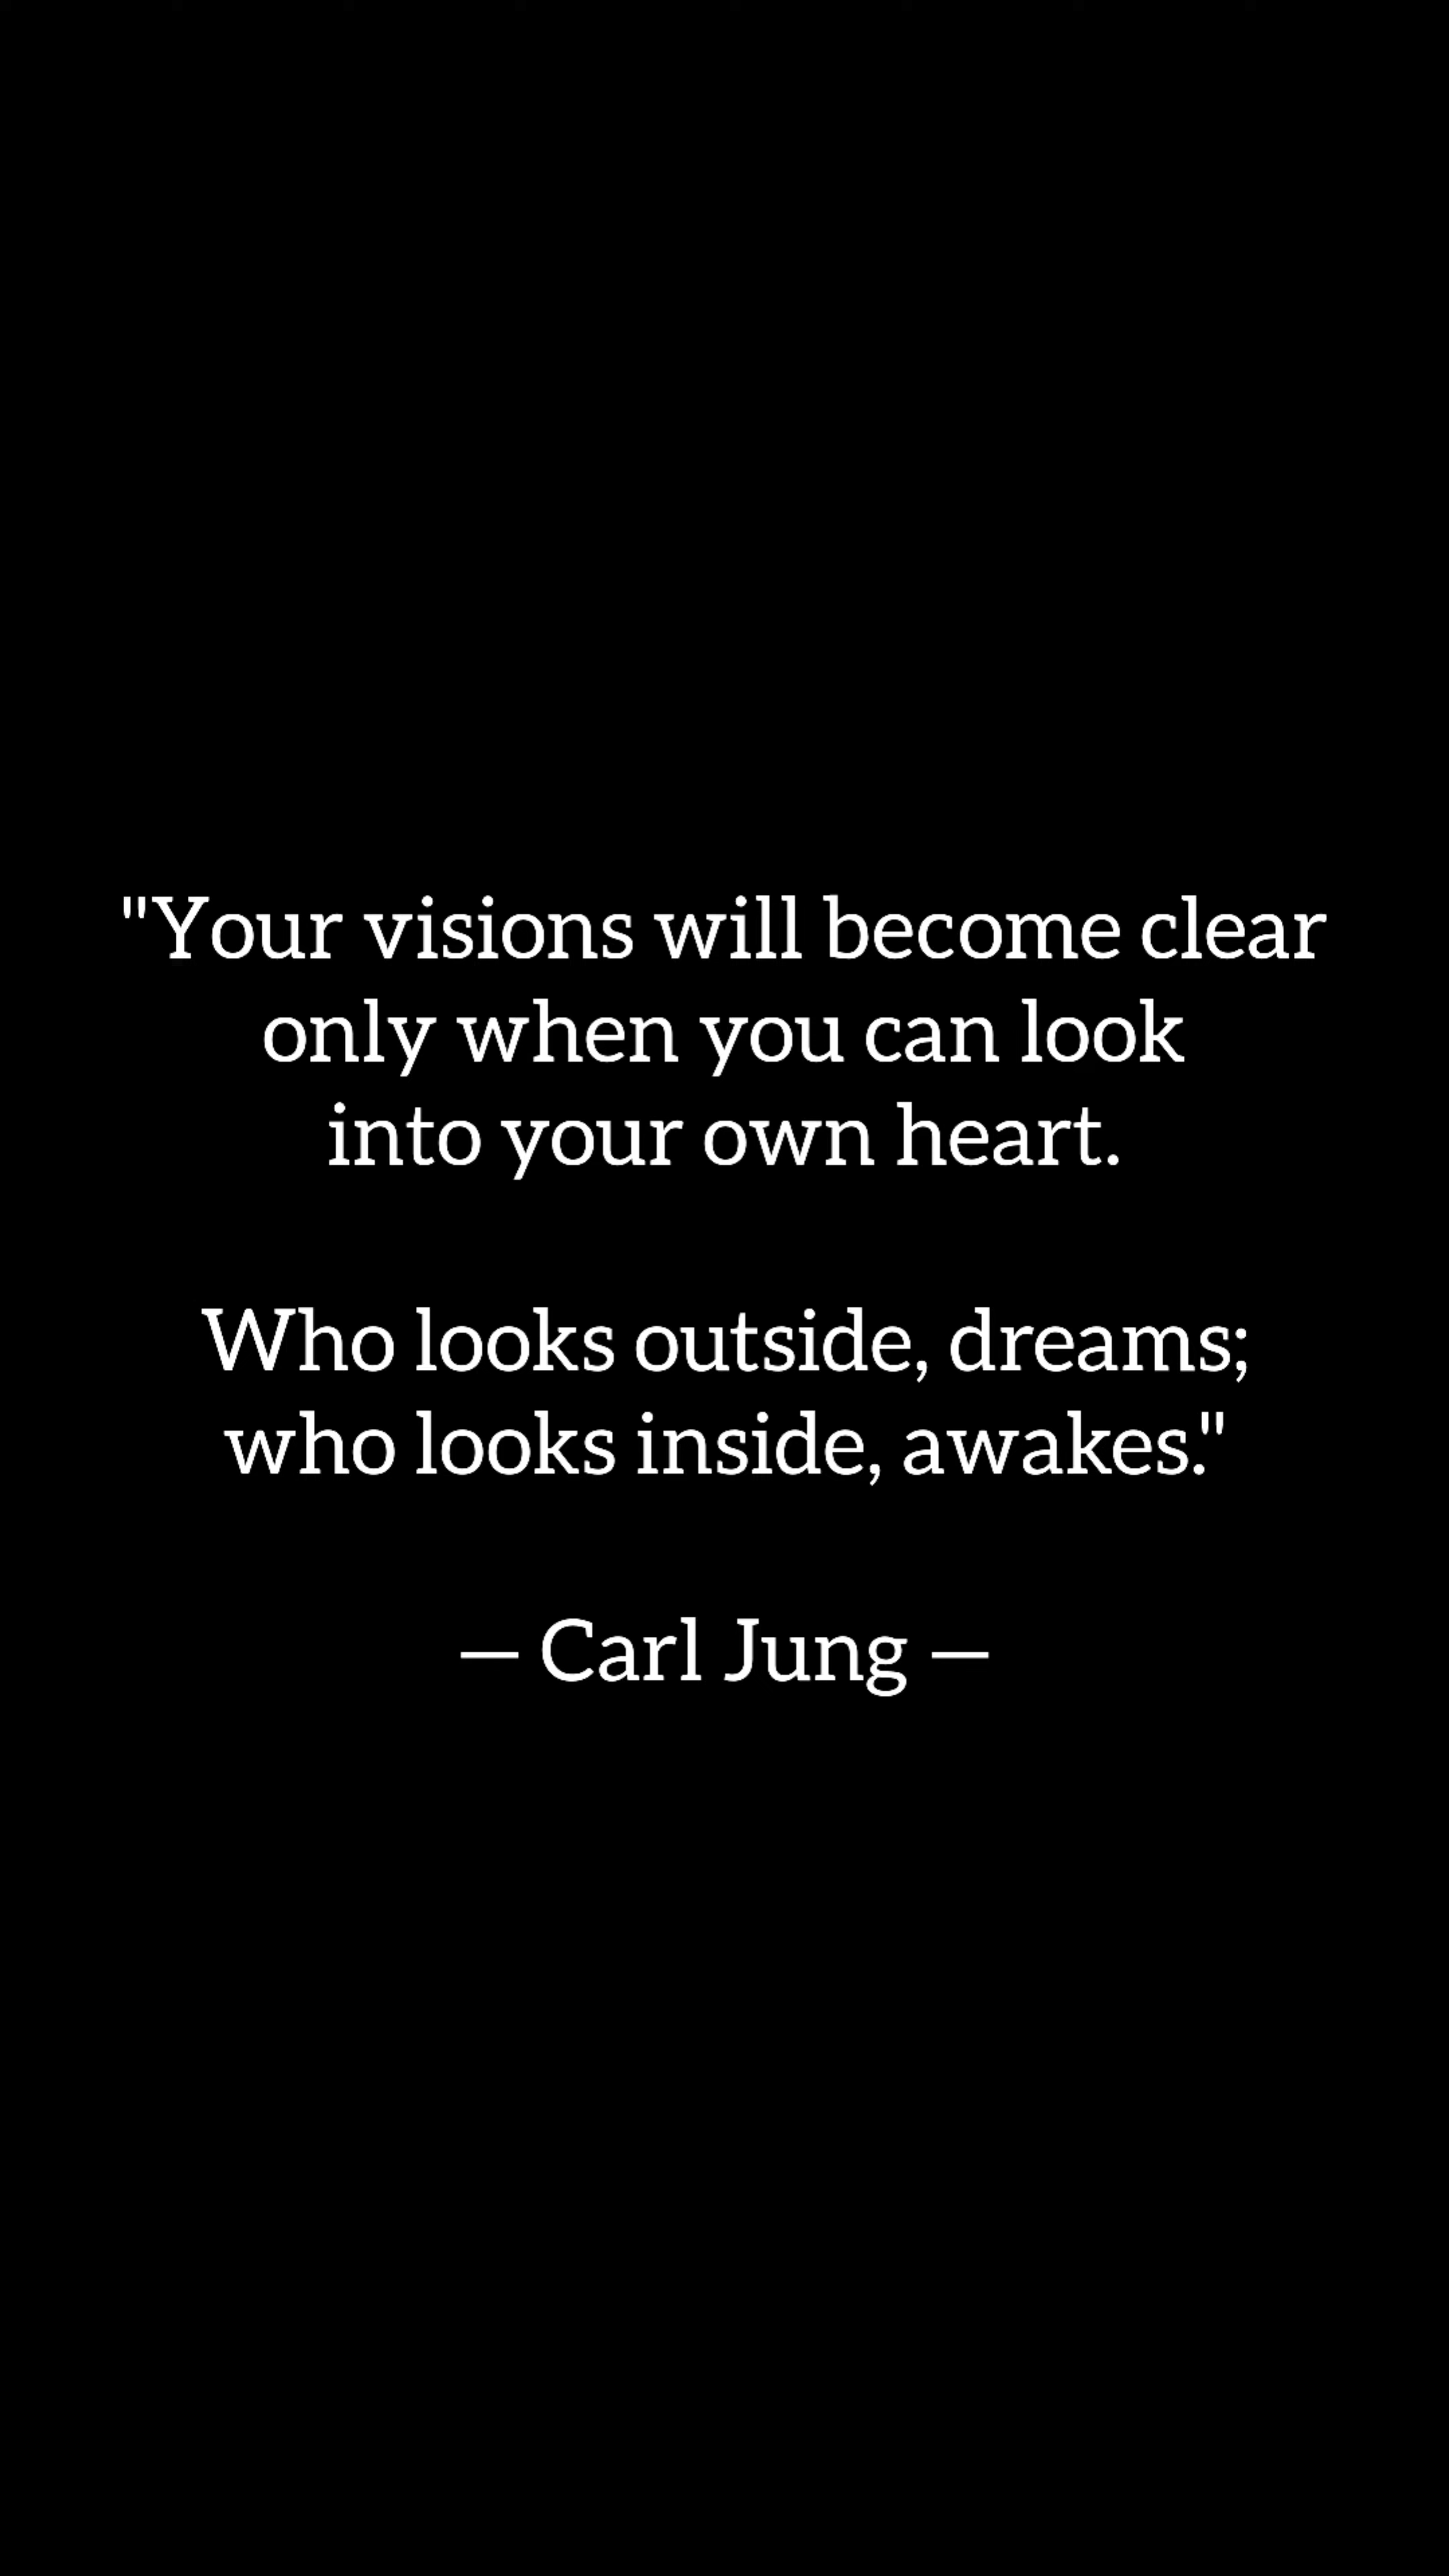 "Your visions will become clear
only when you can look
into your own heart.
Who looks outside, dreams;
who looks inside, awakes."
— Carl Jung —